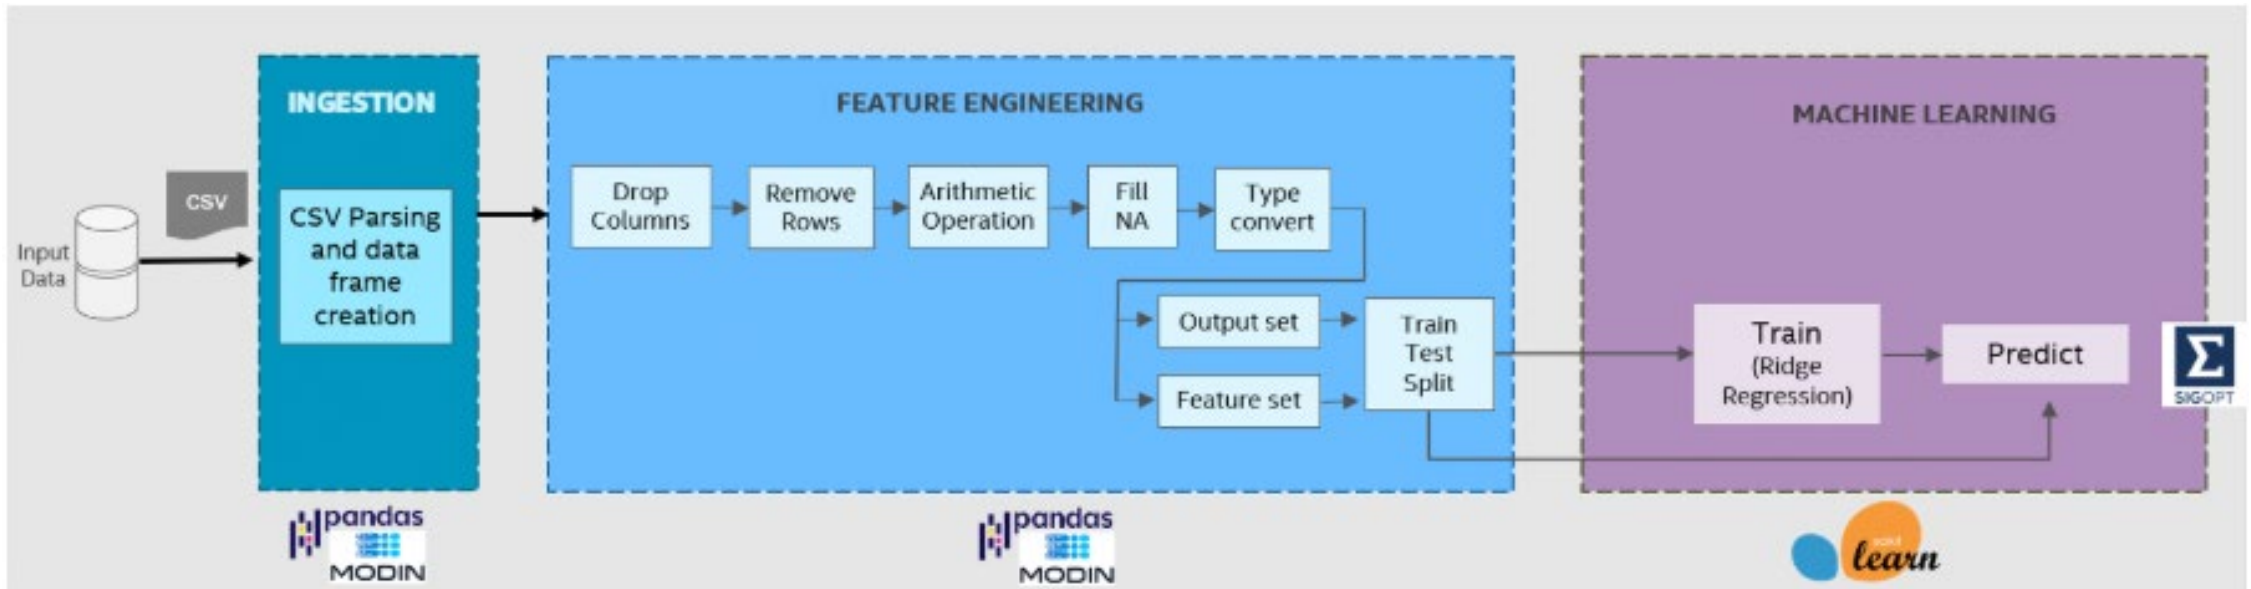 INGESTION
FEATURE ENGINEERING
MACHINE LEARNING
Input
Data
CSV
CSV Parsing
and data
frame
creation
Drop
Columns
Remove
Rows
Arithmetic
Operation
Fill
NA
Type
convert
Output set
Feature set
Train
Test
Split
Train
(Ridge
Regression)
Predict
SIGOPT
pandas
MODIN
pandas
MODIN
learn